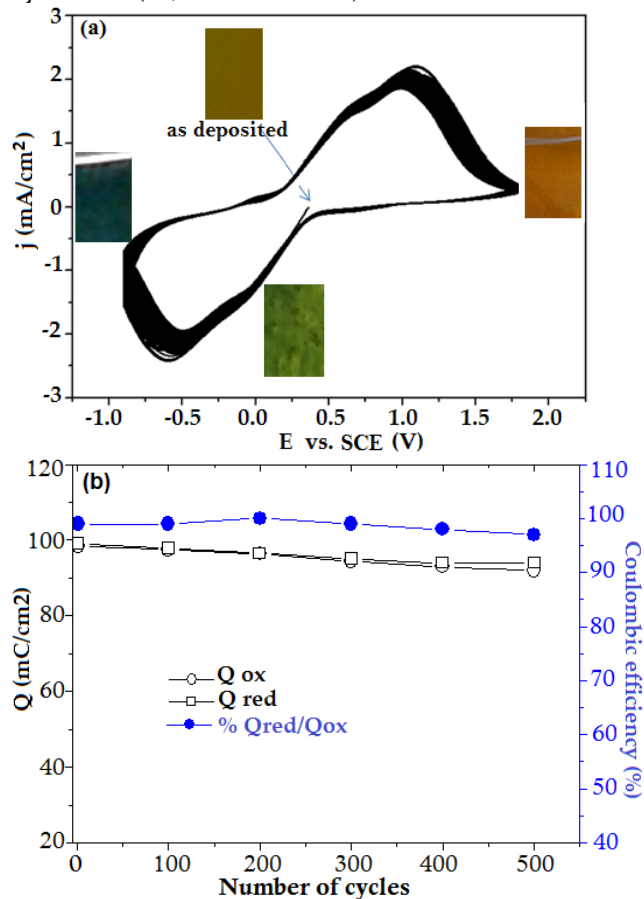 (a)
3
2
1
0
-1
-2
-3
j (mA/cm²)
as deposited
-1.0 -0.5 0.0 0.5 1.0 1.5 2.0
E vs. SCE (V)
(b)
120
100
80
60
40
20
Q (mC/cm2)
110
100
90
80
70
60
50
40
Coulombic efficiency (%)
Q ox
Q red
% Qred/Qox
0 100 200 300 400 500
Number of cycles